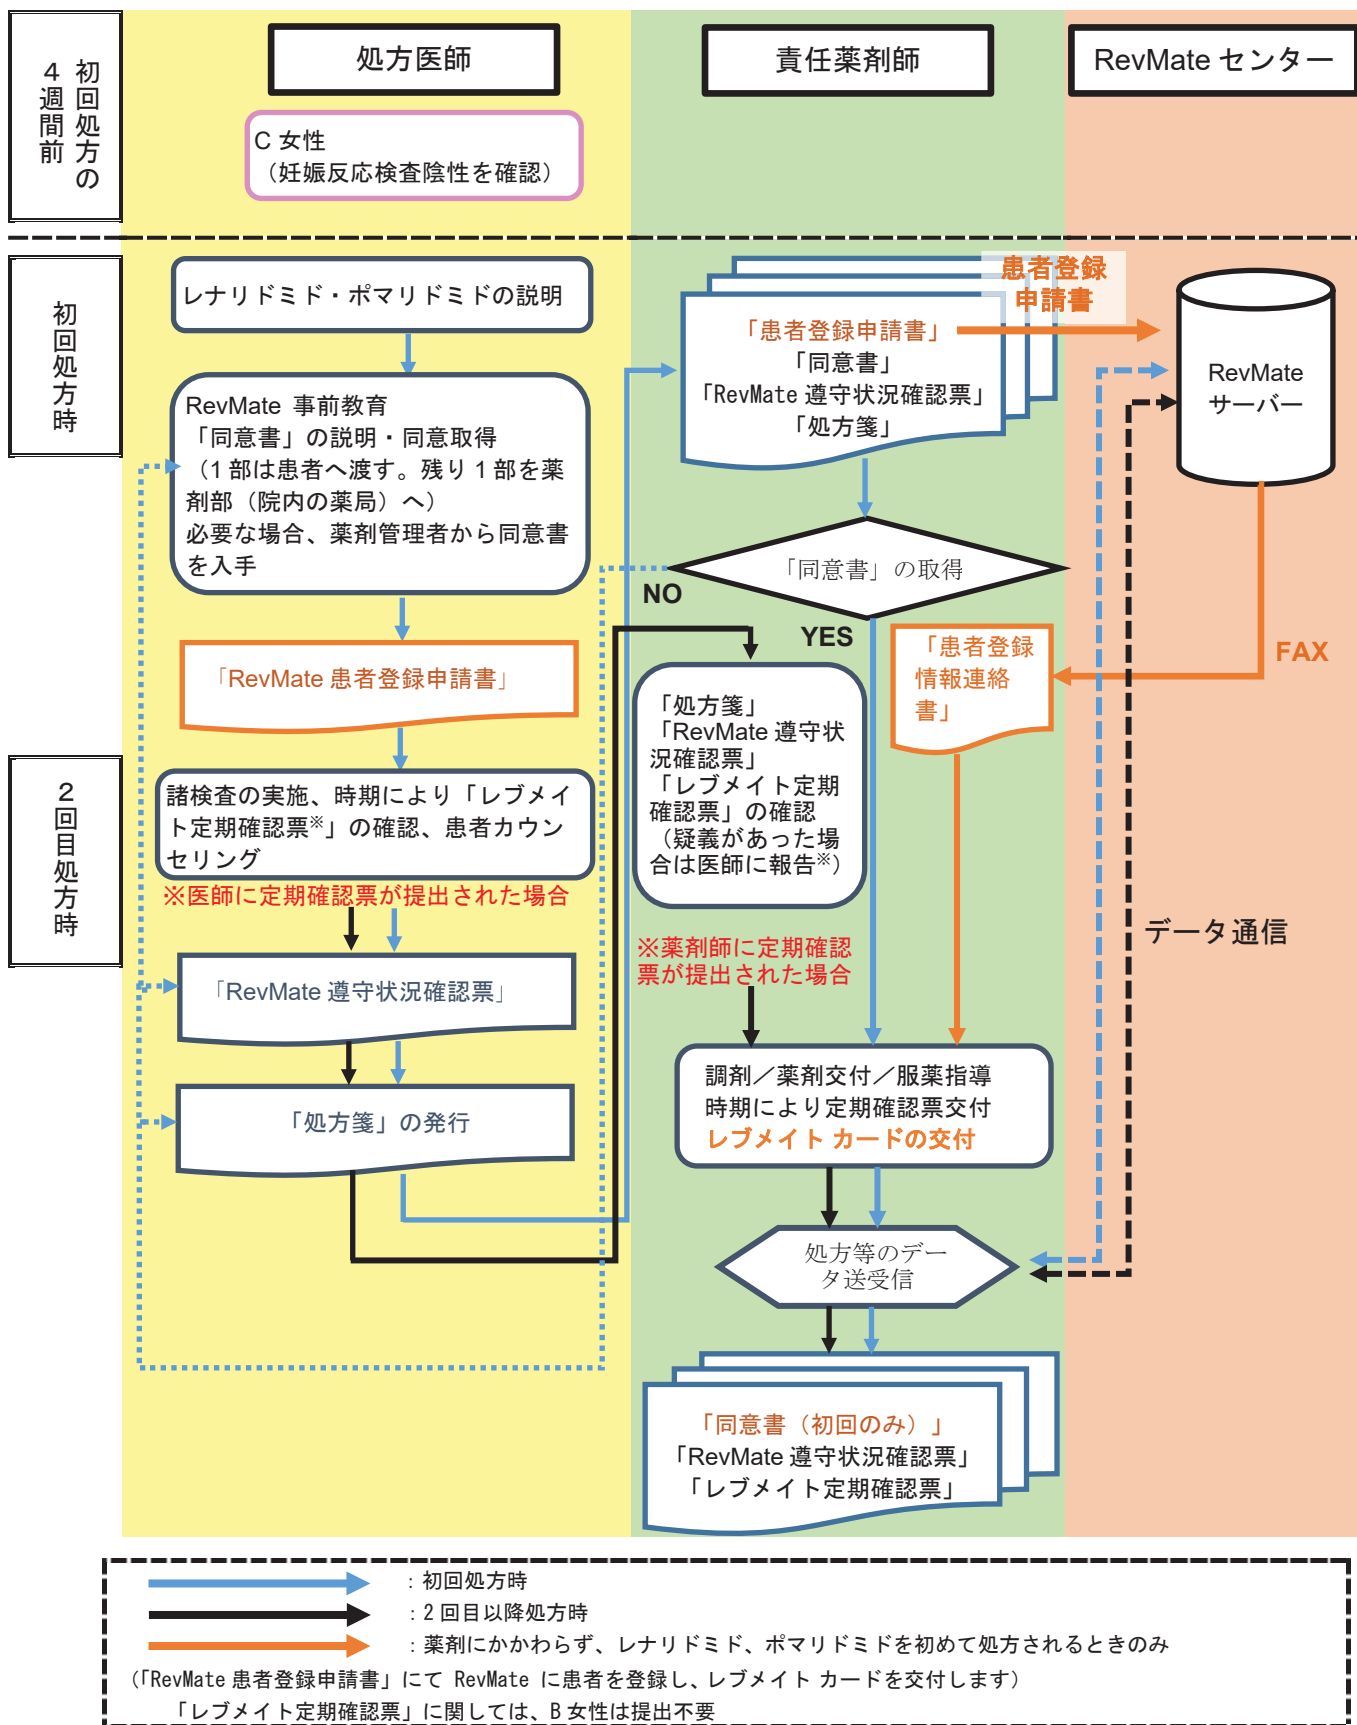 初回処方の
４週間前
処方医師
責任薬剤師
RevMate センター
C 女性
（妊娠反応検査陰性を確認）
初回処方時
レナリドミド・ポマリドミドの説明
RevMate 事前教育
「同意書」の説明・同意取得
（1 部は患者へ渡す。残り 1 部を薬
剤部（院内の薬局）へ）
必要な場合、薬剤管理者から同意書
を入手
「RevMate 患者登録申請書」
患者登録
申請書
「患者登録申請書」
「同意書」
「RevMate 遵守状況確認票」
「処方箋」
RevMate
サーバー
「同意書」の取得
NO
YES
「患者登録
情報連絡
書」
FAX
「処方箋」
「RevMate 遵守状
況確認票」
「レブメイト定期
確認票」の確認
（疑義があった場
合は医師に報告※）
２回目処方時
諸検査の実施、時期により「レブメイ
ト定期確認票※」の確認、患者カウン
セリング
※医師に定期確認票が提出された場合
「RevMate 遵守状況確認票」
「処方箋」の発行
※薬剤師に定期確認
票が提出された場合
データ通信
調剤／薬剤交付／服薬指導
時期により定期確認票交付
レブメイト カードの交付
処方等のデー
タ送受信
「同意書（初回のみ）」
「RevMate 遵守状況確認票」
「レブメイト定期確認票」
：初回処方時
：2 回目以降処方時
：薬剤にかかわらず、レナリドミド、ポマリドミドを初めて処方されるときのみ
（「RevMate 患者登録申請書」にて RevMate に患者を登録し、レブメイト カードを交付します）
「レブメイト定期確認票」に関しては、B 女性は提出不要